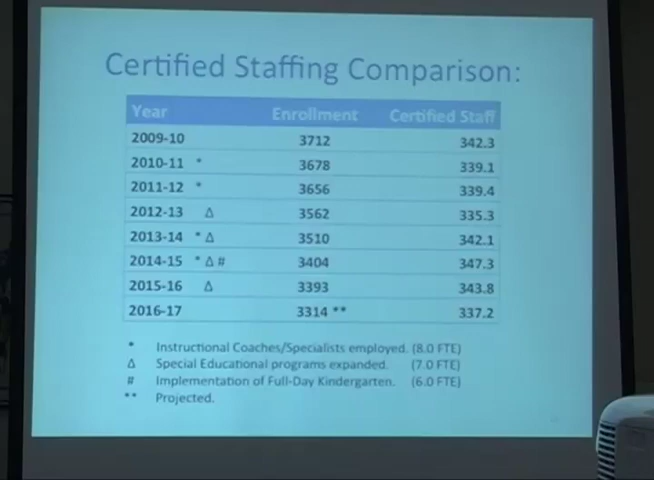 Certified Staffing Comparison:
Year Enrollment Certified Staff
2009-10 3712 342.3
2010-11 * 3678 339.1
2011-12 * 3656 339.4
2012-13 Δ 3562 335.3
2013-14 * Δ 3510 342.1
2014-15 * Δ # 3404 347.3
2015-16 Δ 3393 343.8
2016-17 3314 ** 337.2
* Instructional Coaches/Specialists employed. (8.0 FTE)
Δ Special Educational programs expanded. (7.0 FTE)
# Implementation of Full-Day Kindergarten. (6.0 FTE)
** Projected.